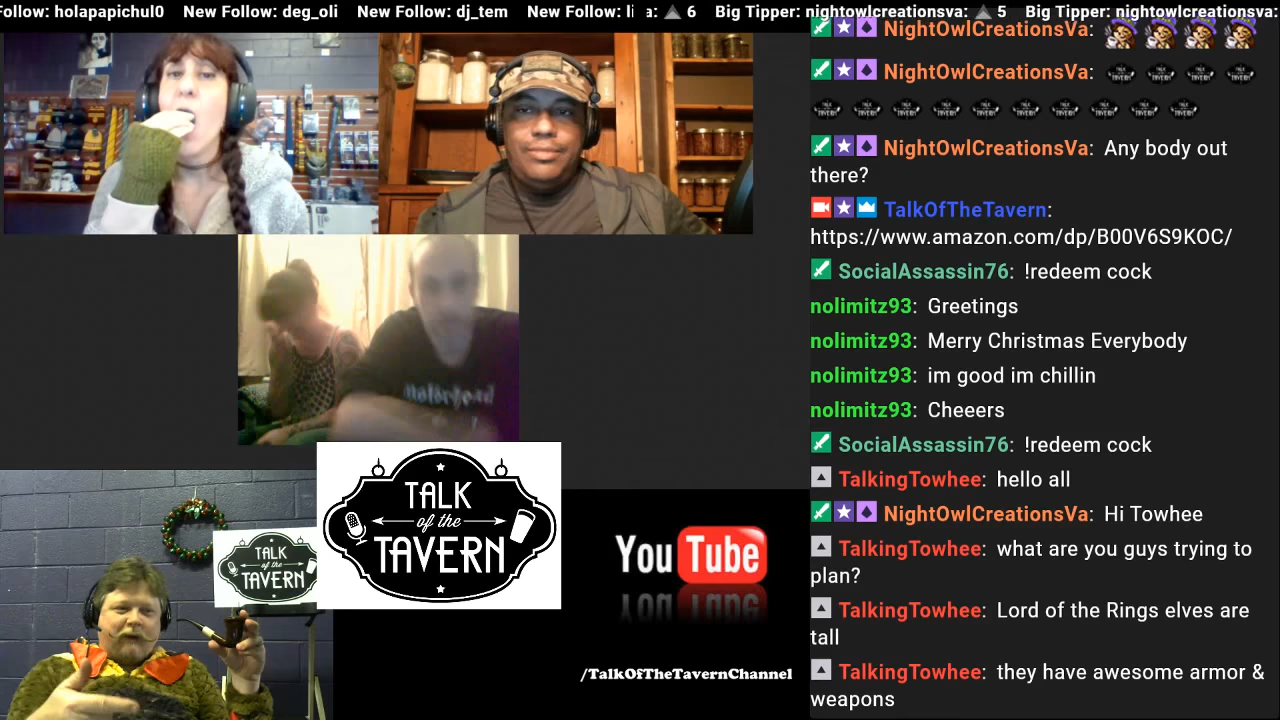 Follow: holapapichul0 New Follow: deg_oli New Follow: dj_tem New Follow: li a: 6 Big Tipper: nightowlcreationsva: 5 Big Tipper: nightowlcreationsva:
NightOwlCreationsVa:
NightOwlCreationsVa:
NightOwlCreationsVa: Any body out
there?
TalkOfTheTavern:
https://www.amazon.com/dp/B00V6S9KOC/
SocialAssassin76: !redeem cock
nolimitz93: Greetings
nolimitz93: Merry Christmas Everybody
nolimitz93: im good im chillin
nolimitz93: Cheeers
SocialAssassin76: !redeem cock
TalkingTowhee: hello all
NightOwlCreationsVa: Hi Towhee
TalkingTowhee: what are you guys trying to
plan?
TalkingTowhee: Lord of the Rings elves are
tall
TalkingTowhee: they have awesome armor &
weapons
motörhead
TALK
of the
TAVERN
TALK
of the
TAVERN
YouTube
/TalkOfTheTavernChannel